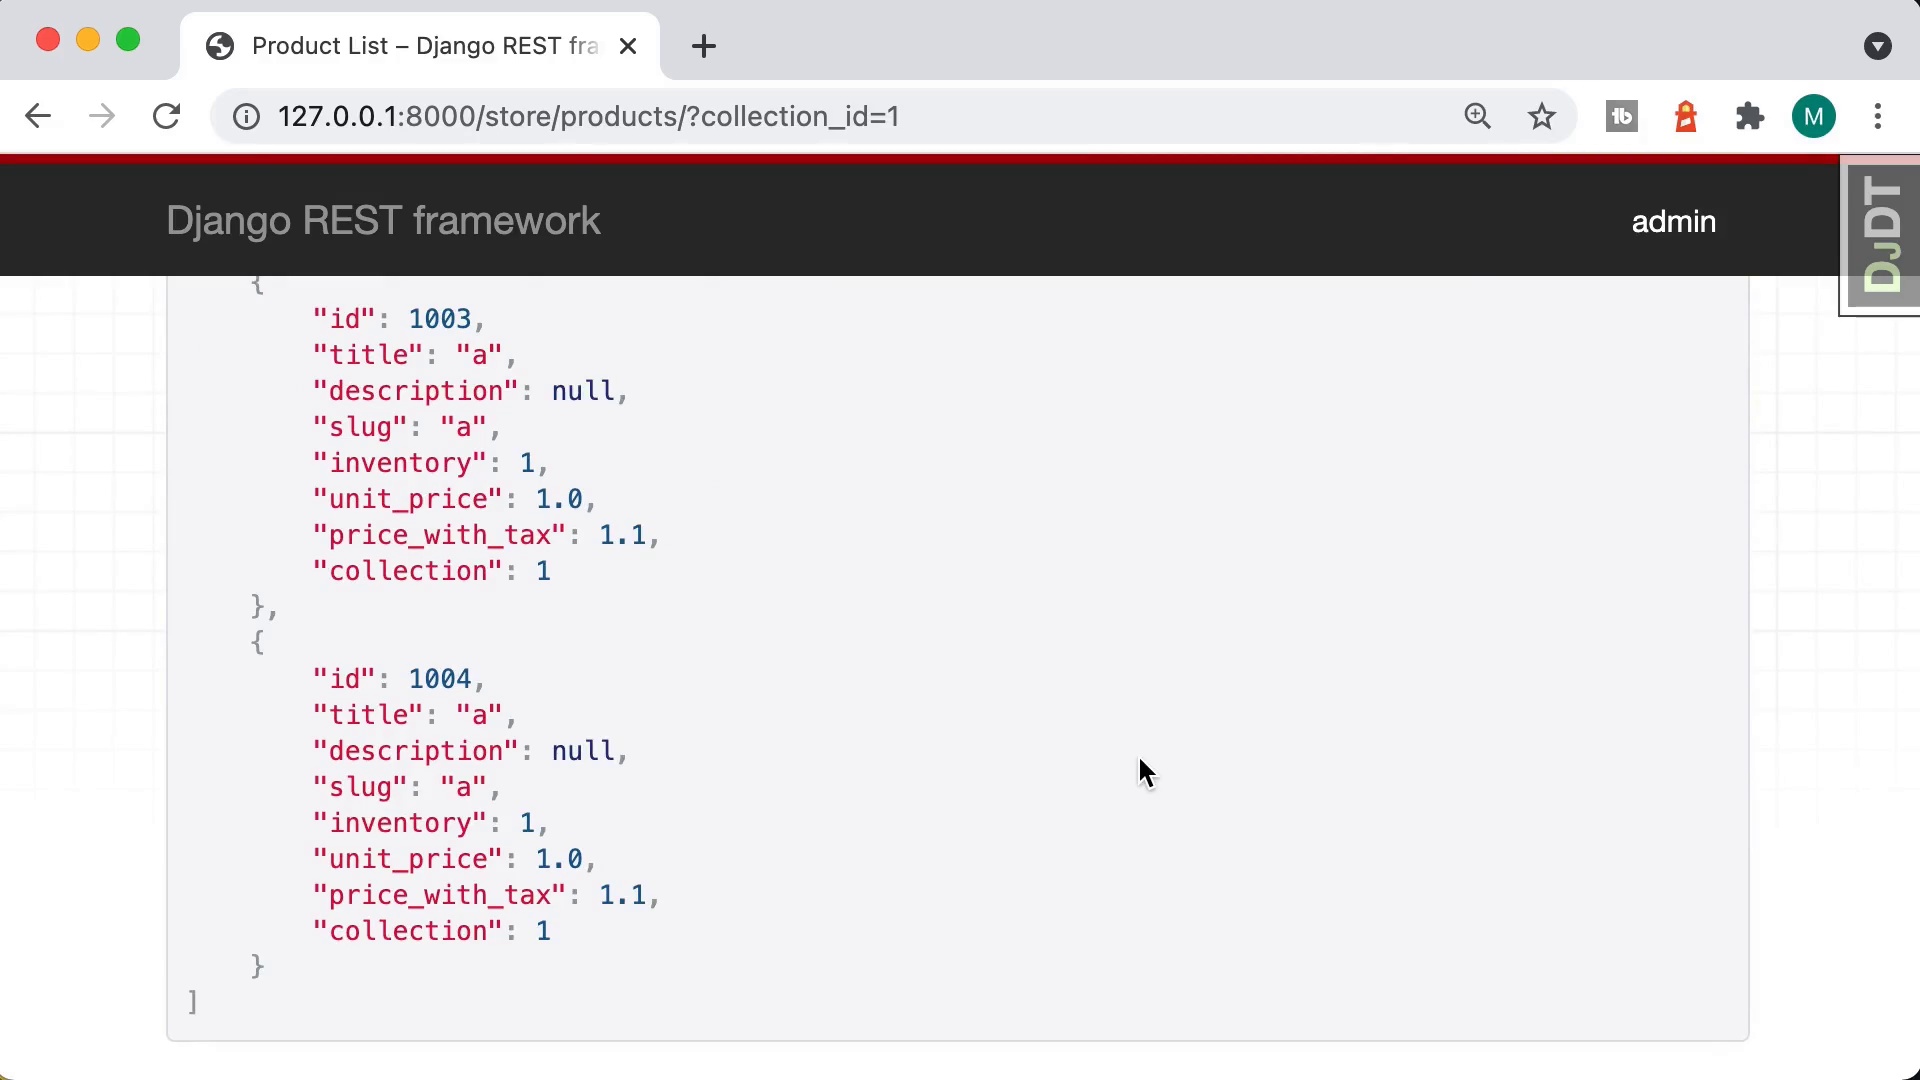 Product List – Django REST fra
127.0.0.1:8000/store/products/?collection_id=1
tb
M
Django REST framework
admin
DJDT
{
"id": 1003,
"title": "a",
"description": null,
"slug": "a",
"inventory": 1,
"unit_price": 1.0,
"price_with_tax": 1.1,
"collection": 1
},
{
"id": 1004,
"title": "a",
"description": null,
"slug": "a",
"inventory": 1,
"unit_price": 1.0,
"price_with_tax": 1.1,
"collection": 1
}
]